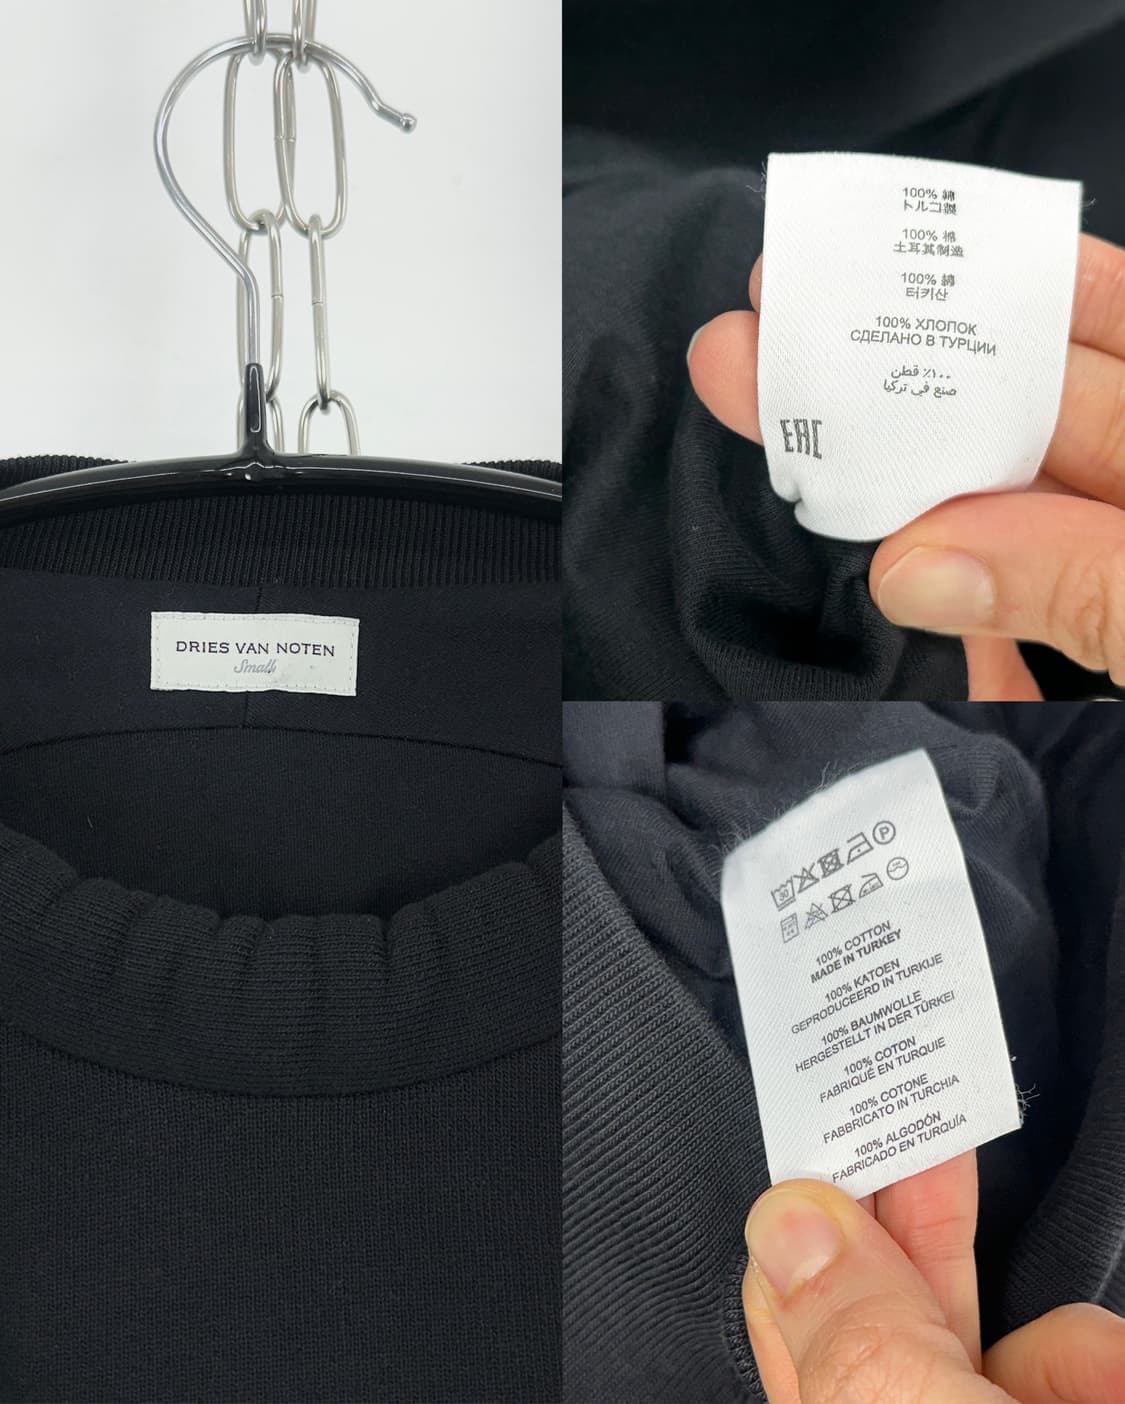 DRIES VAN NOTEN
Small
100% 綿
トルコ製
100% 棉
土耳其制造
100% 綿
터키산
100% ХЛОПОК
СДЕЛАНО В ТУРЦИИ
١٠٠٪ قطن
صنع في تركيا
EAC
30
P
100% COTTON
MADE IN TURKEY
100% KATOEN
GEPRODUCEERD IN TURKIJE
100% BAUMWOLLE
HERGESTELLT IN DER TÜRKEI
100% COTON
FABRIQUÉ EN TURQUIE
100% COTONE
FABBRICATO IN TURCHIA
100% ALGODÓN
FABRICADO EN TURQUÍA